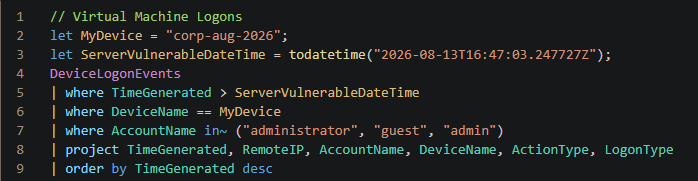 1 // Virtual Machine Logons
2 let MyDevice = "corp-aug-2026";
3 let ServerVulnerableDateTime = todatetime("2026-08-13T16:47:03.247727Z");
4 DeviceLogonEvents
5 | where TimeGenerated > ServerVulnerableDateTime
6 | where DeviceName == MyDevice
7 | where AccountName in~ ("administrator", "guest", "admin")
8 | project TimeGenerated, RemoteIP, AccountName, DeviceName, ActionType, LogonType
9 | order by TimeGenerated desc